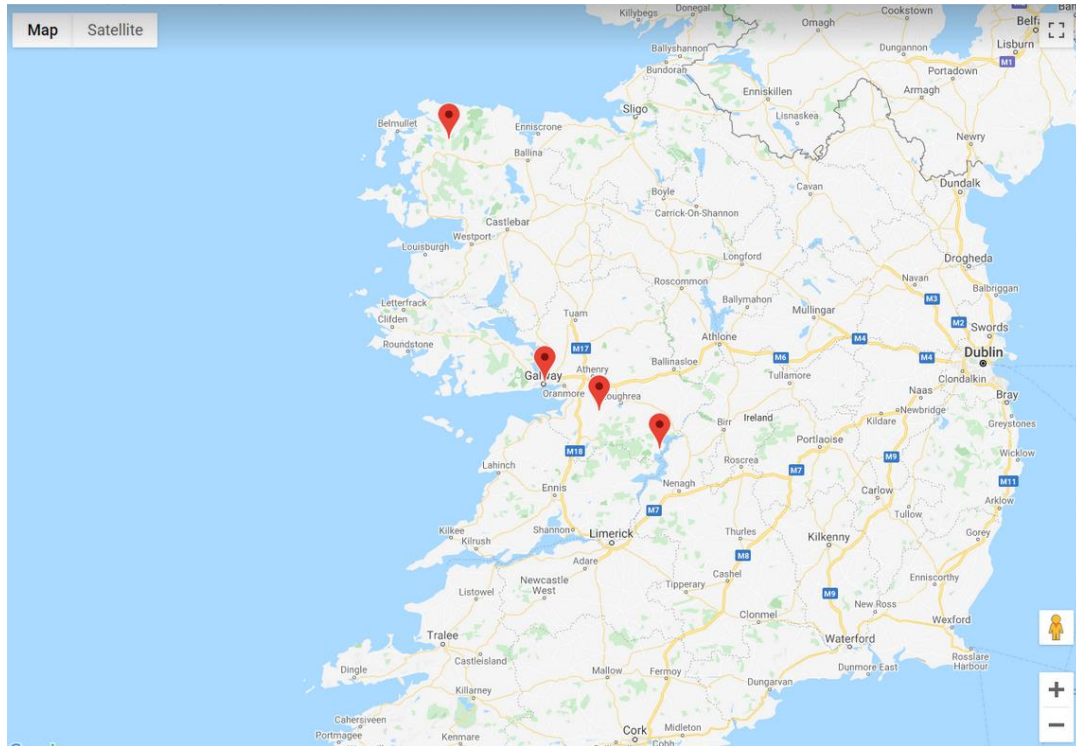 Map
Satellite
Killybegs
Donegal
Omagh
Cookstown
Belfa
Lisburn
M1
Dungannon
Portadown
Ballyshannon
Bundoran
Enniskillen
Armagh
Lisnaskea
Sligo
Belmullet
Enniscrone
Newry
Ballina
Dundalk
Cavan
Boyle
Carrick-On-Shannon
Castlebar
Westport
Louisburgh
Longford
Drogheda
Navan
Roscommon
Balbriggan
Letterfrack
Ballymahon
M3
Clifden
Tuam
Mullingar
M2
Swords
Roundstone
Athlone
M4
M17
Dublin
Ballinasloe
M6
M4
Athenry
Galway
Tullamore
Clondalkin
Oranmore
Loughrea
Naas
Bray
Newbridge
Birr
Ireland
Kildare
Greystones
Portlaoise
M18
Wicklow
M9
Lahinch
Roscrea
M7
M11
Nenagh
Ennis
Carlow
Arklow
M7
Tullow
Kilkee
Shannon
Limerick
Thurles
Kilkenny
Gorey
Kilrush
M8
Adare
Newcastle
West
Cashel
Tipperary
Enniscorthy
Listowel
M9
New Ross
Clonmel
Wexford
Tralee
Waterford
Rosslare
Harbour
Castleisland
Dingle
Mallow
Fermoy
Dunmore East
Dungarvan
Killarney
Cahersiveen
Portmagee
Kenmare
Cork
Midleton
Cobh